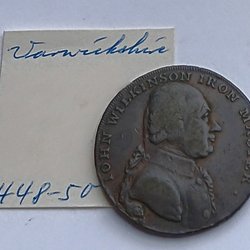 Warwickshire
448-50
JOHN WILKINSON IRON MASTER